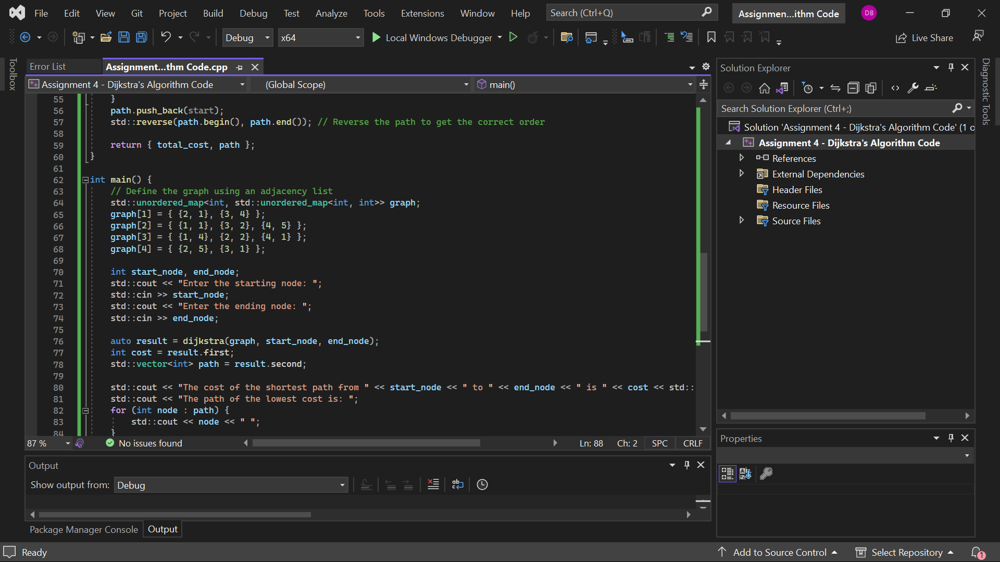 File Edit View Git Project Build Debug Test Analyze Tools Extensions Window Help Search (Ctrl+Q) Assignmen...ithm Code DB
Debug x64 Local Windows Debugger Live Share
Toolbox
Error List Assignment...thm Code.cpp
Assignment 4 - Dijkstra's Algorithm Code (Global Scope) main()
55 }
56 path.push_back(start);
57 std::reverse(path.begin(), path.end()); // Reverse the path to get the correct order
58
59 return { total_cost, path };
60 }
61
62 int main() {
63 // Define the graph using an adjacency list
64 std::unordered_map<int, std::unordered_map<int, int>> graph;
65 graph[1] = { {2, 1}, {3, 4} };
66 graph[2] = { {1, 1}, {3, 2}, {4, 5} };
67 graph[3] = { {1, 4}, {2, 2}, {4, 1} };
68 graph[4] = { {2, 5}, {3, 1} };
69
70 int start_node, end_node;
71 std::cout << "Enter the starting node: ";
72 std::cin >> start_node;
73 std::cout << "Enter the ending node: ";
74 std::cin >> end_node;
75
76 auto result = dijkstra(graph, start_node, end_node);
77 int cost = result.first;
78 std::vector<int> path = result.second;
79
80 std::cout << "The cost of the shortest path from " << start_node << " to " << end_node << " is " << cost << std::
81 std::cout << "The path of the lowest cost is: ";
82 for (int node : path) {
83 std::cout << node << " ";
84 }
87 % No issues found Ln: 88 Ch: 2 SPC CRLF
Output
Show output from: Debug
Package Manager Console Output
Solution Explorer
Search Solution Explorer (Ctrl+;)
Solution 'Assignment 4 - Dijkstra's Algorithm Code' (1 o
Assignment 4 - Dijkstra's Algorithm Code
References
External Dependencies
Header Files
Resource Files
Source Files
Properties
Diagnostic Tools
Ready Add to Source Control Select Repository 1